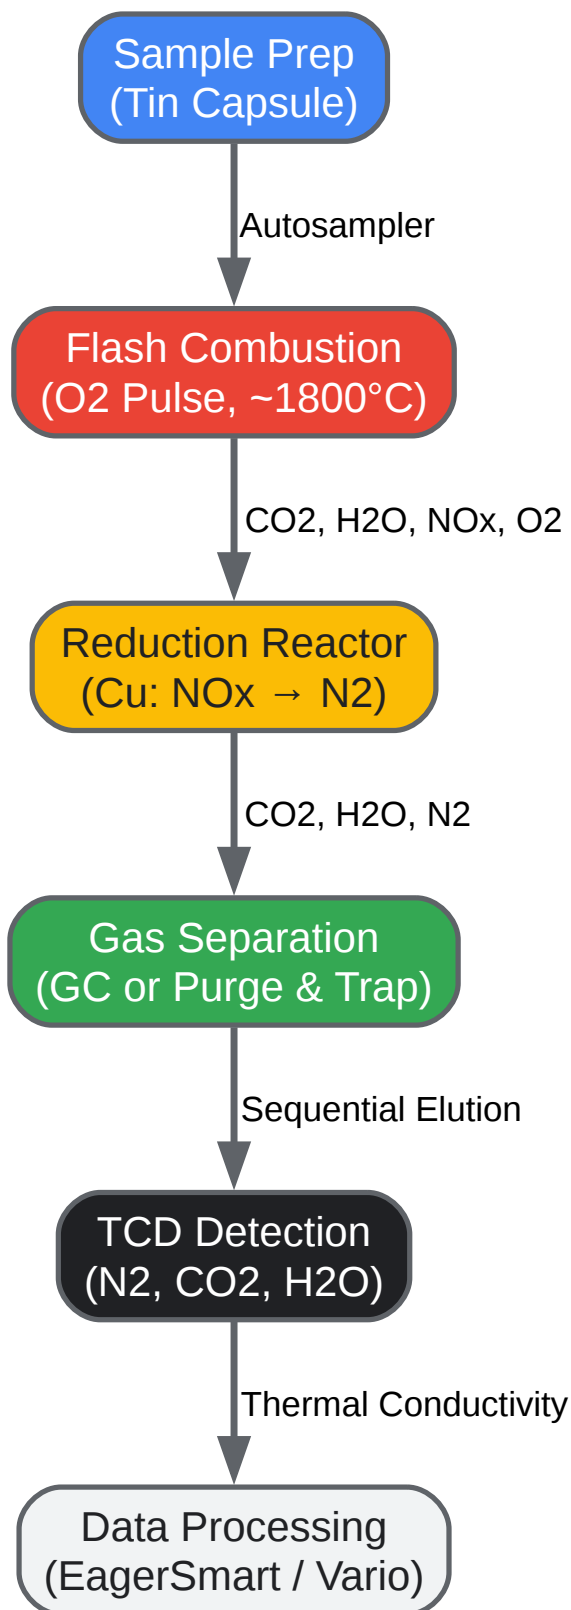 Sample Prep
(Tin Capsule)
Autosampler
Flash Combustion
(O2 Pulse, ~1800°C)
CO2, H2O, NOx, O2
Reduction Reactor
(Cu: NOx → N2)
CO2, H2O, N2
Gas Separation
(GC or Purge & Trap)
Sequential Elution
TCD Detection
(N2, CO2, H2O)
Thermal Conductivity
Data Processing
(EagerSmart / Vario)